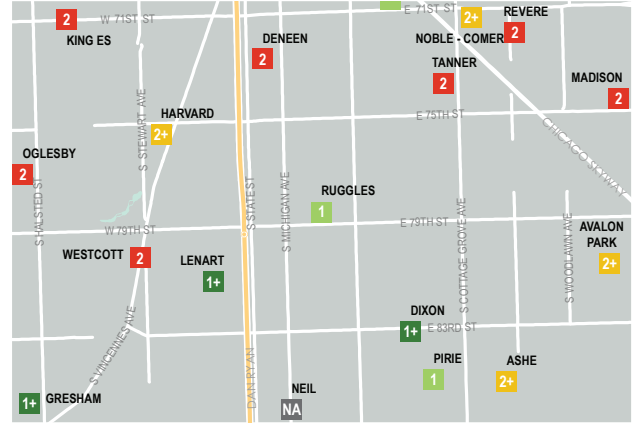 E 71ST ST
REVERE
W 71ST ST
2
2+
KING ES
DENEEN
NOBLE - COMER
2
2
TANNER
2
MADISON
2
S STEWART AVE
HARVARD
E 75TH ST
2+
CHICAGO SKYWAY
OGLESBY
2
S HALSTED ST
S STATE ST
S MICHIGAN AVE
RUGGLES
1
S COTTAGE GROVE AVE
S WOODLAWN AVE
E 79TH ST
W 79TH ST
AVALON
PARK
2+
WESTCOTT
2
LENART
1+
DIXON
1+
E 83RD ST
S VINCENNES AVE
DAN RYAN
PIRIE
1
ASHE
2+
NEIL
NA
1+
GRESHAM